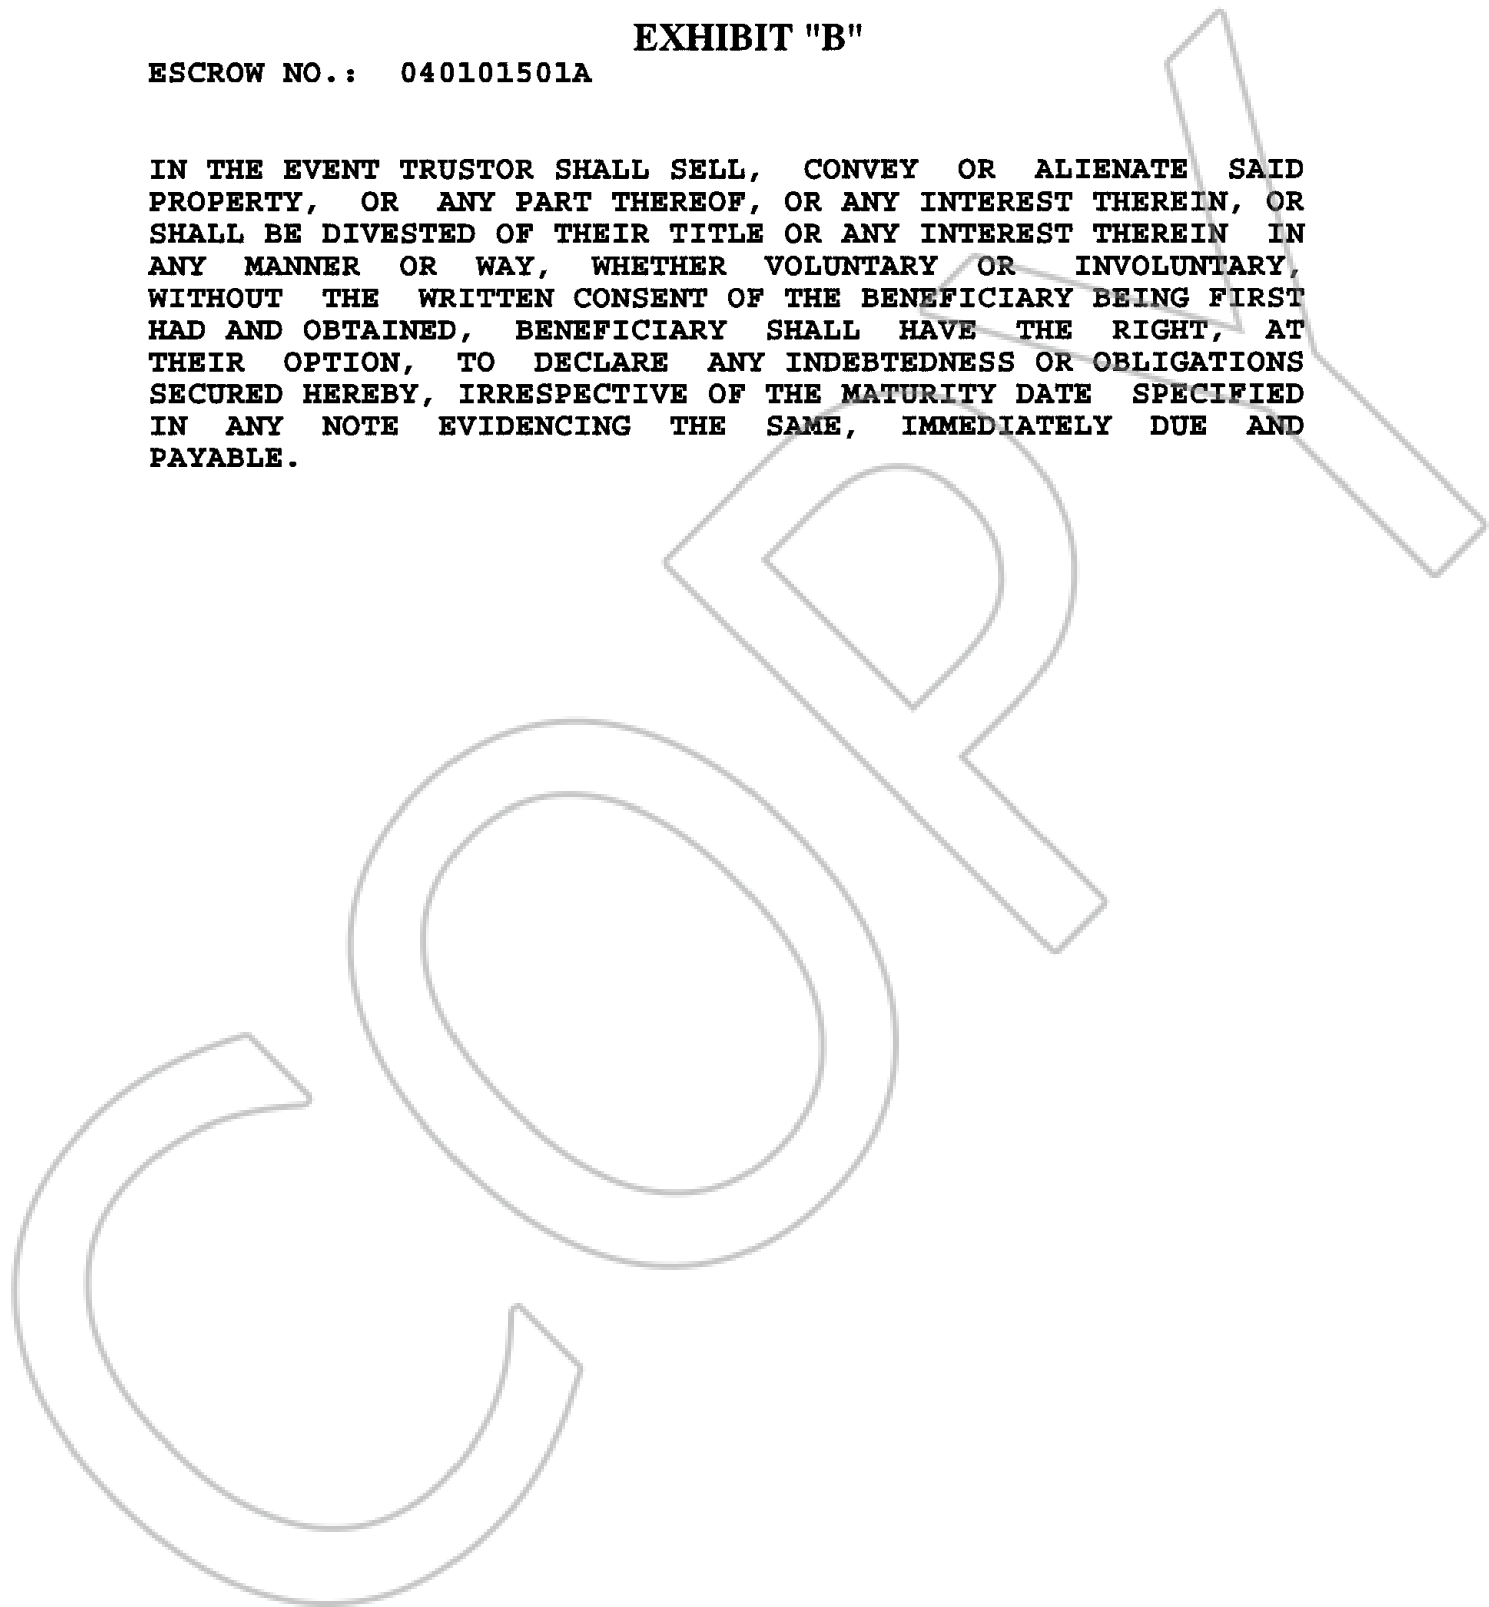 EXHIBIT "B"
ESCROW NO.: 040101501A
IN THE EVENT TRUSTOR SHALL SELL, CONVEY OR ALIENATE SAID
PROPERTY, OR ANY PART THEREOF, OR ANY INTEREST THEREIN, OR
SHALL BE DIVESTED OF THEIR TITLE OR ANY INTEREST THEREIN IN
ANY MANNER OR WAY, WHETHER VOLUNTARY OR INVOLUNTARY,
WITHOUT THE WRITTEN CONSENT OF THE BENEFICIARY BEING FIRST
HAD AND OBTAINED, BENEFICIARY SHALL HAVE THE RIGHT, AT
THEIR OPTION, TO DECLARE ANY INDEBTEDNESS OR OBLIGATIONS
SECURED HEREBY, IRRESPECTIVE OF THE MATURITY DATE SPECIFIED
IN ANY NOTE EVIDENCING THE SAME, IMMEDIATELY DUE AND
PAYABLE.
COPY